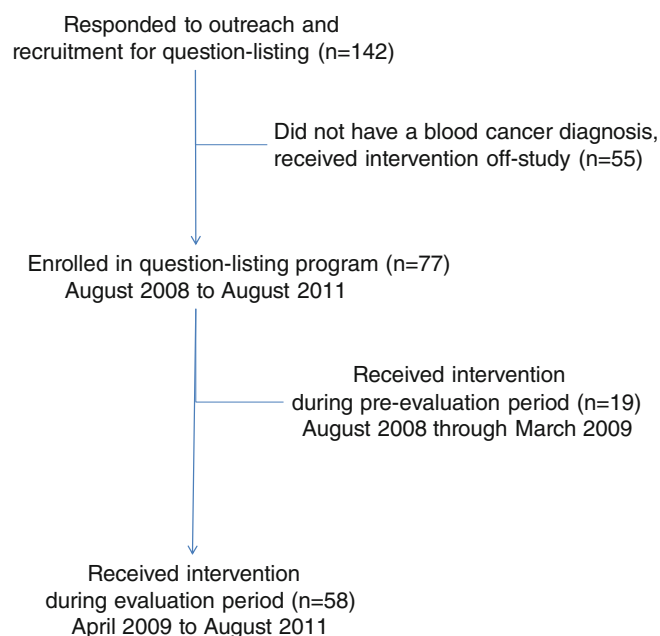 Responded to outreach and
recruitment for question-listing (n=142)
Did not have a blood cancer diagnosis,
received intervention off-study (n=55)
Enrolled in question-listing program (n=77)
August 2008 to August 2011
Received intervention
during pre-evaluation period (n=19)
August 2008 through March 2009
Received intervention
during evaluation period (n=58)
April 2009 to August 2011